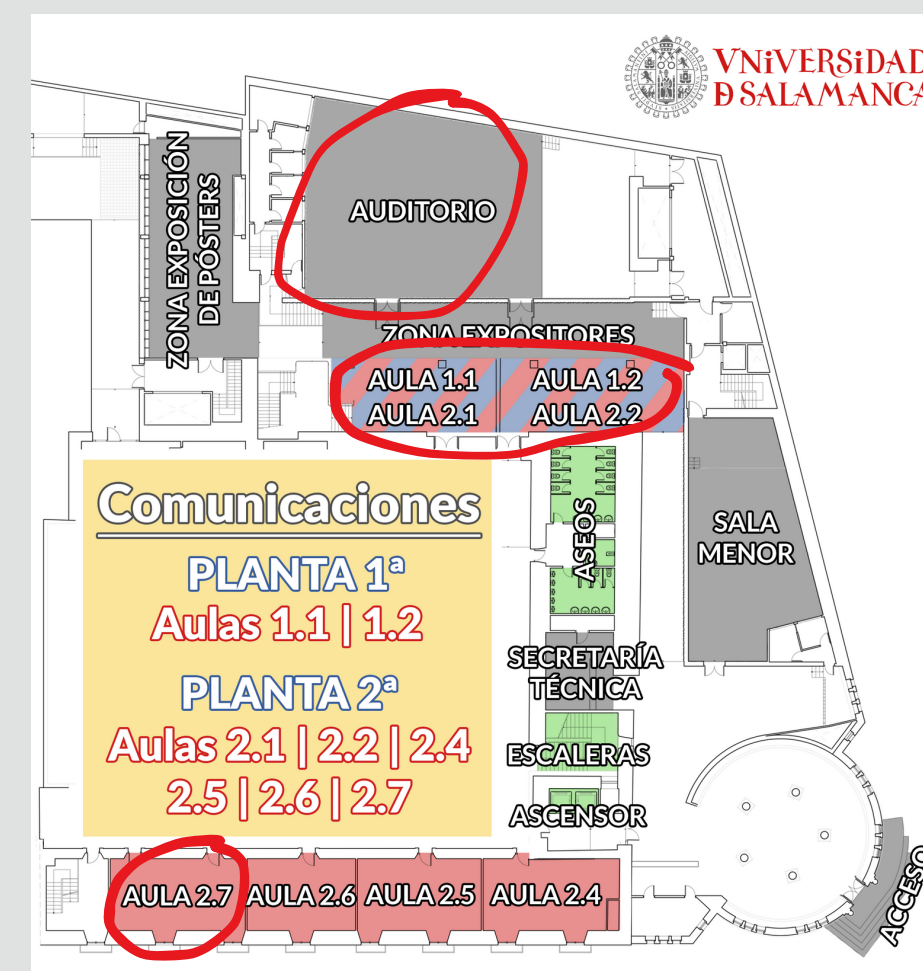 VNiVERSiDAD
D SALAMANCA
ZONA EXPOSICIÓN
DE PÓSTERS
AUDITORIO
ZONA EXPOSITORES
AULA 1.1
AULA 2.1
AULA 1.2
AULA 2.2
Comunicaciones
PLANTA 1ª
Aulas 1.1 | 1.2
PLANTA 2ª
Aulas 2.1 | 2.2 | 2.4
2.5 | 2.6 | 2.7
ASEOS
SALA
MENOR
SECRETARÍA
TÉCNICA
ESCALERAS
ASCENSOR
AULA 2.7
AULA 2.6
AULA 2.5
AULA 2.4
ACCESO